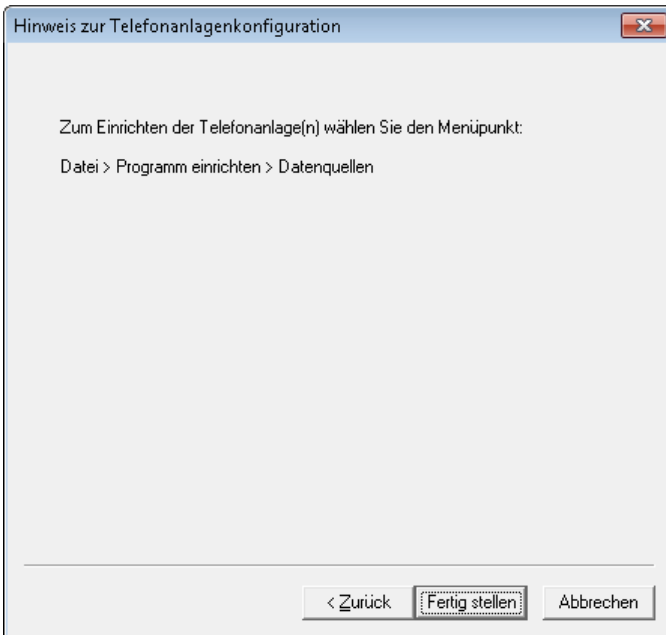 Hinweis zur Telefonanlagenkonfiguration
Zum Einrichten der Telefonanlage(n) wählen Sie den Menüpunkt:
Datei > Programm einrichten > Datenquellen
< Zurück
Fertig stellen
Abbrechen